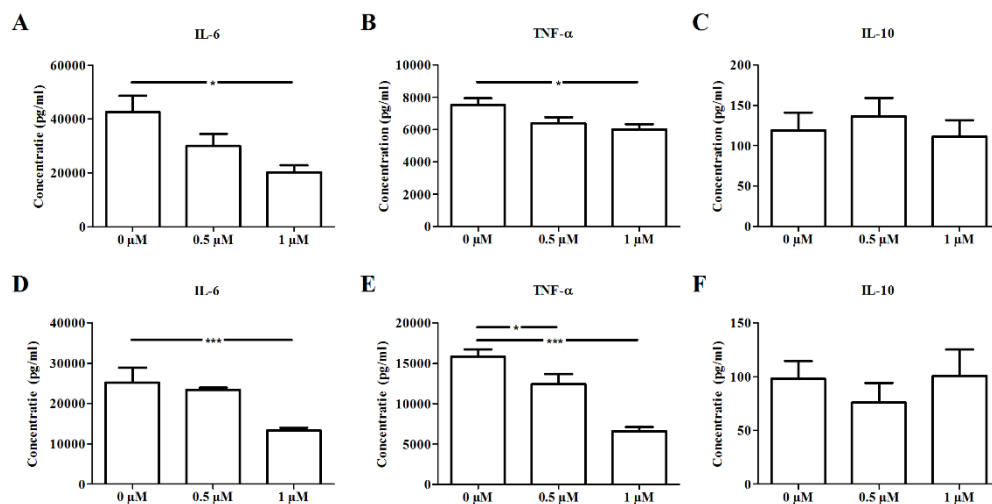 A
IL-6
Concentratie (pg/ml)
60000
40000
20000
0
*
0 µM
0.5 µM
1 µM
B
TNF-α
Concentration (pg/ml)
10000
8000
6000
4000
2000
0
*
0 µM
0.5 µM
1 µM
C
IL-10
Concentration (pg/ml)
200
150
100
50
0
0 µM
0.5 µM
1 µM
D
IL-6
Concentratie (pg/ml)
40000
30000
20000
10000
0
***
0 µM
0.5 µM
1 µM
E
TNF-α
Concentratie (pg/ml)
20000
15000
10000
5000
0
*
***
0 µM
0.5 µM
1 µM
F
IL-10
Concentratie (pg/ml)
150
100
50
0
0 µM
0.5 µM
1 µM